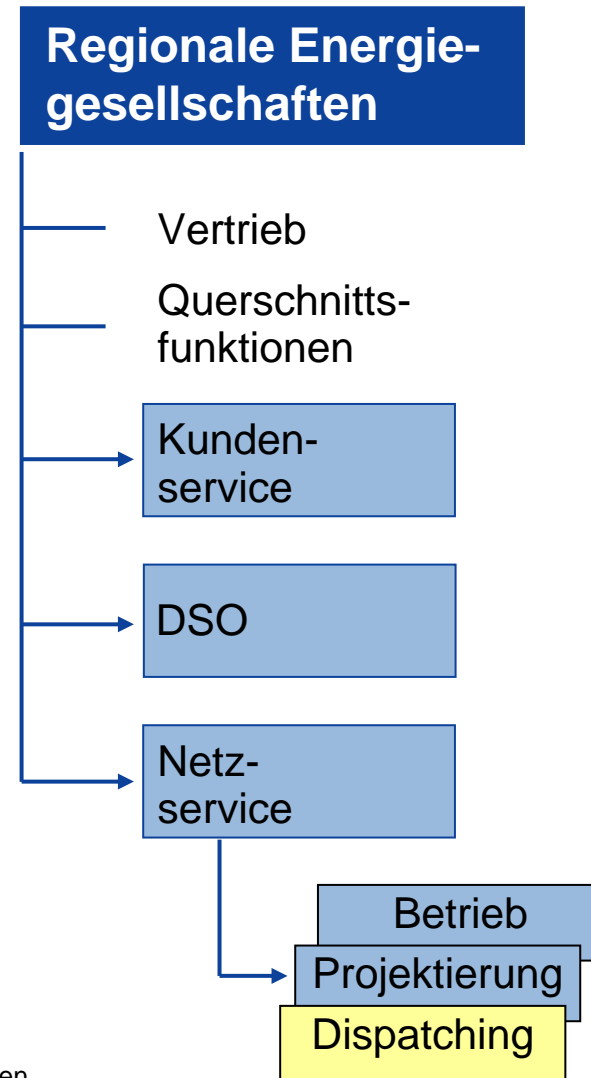 Regionale Energie-
gesellschaften
Vertrieb
Querschnitts-
funktionen
Kunden-
service
DSO
Netz-
service
Betrieb
Projektierung
Dispatching